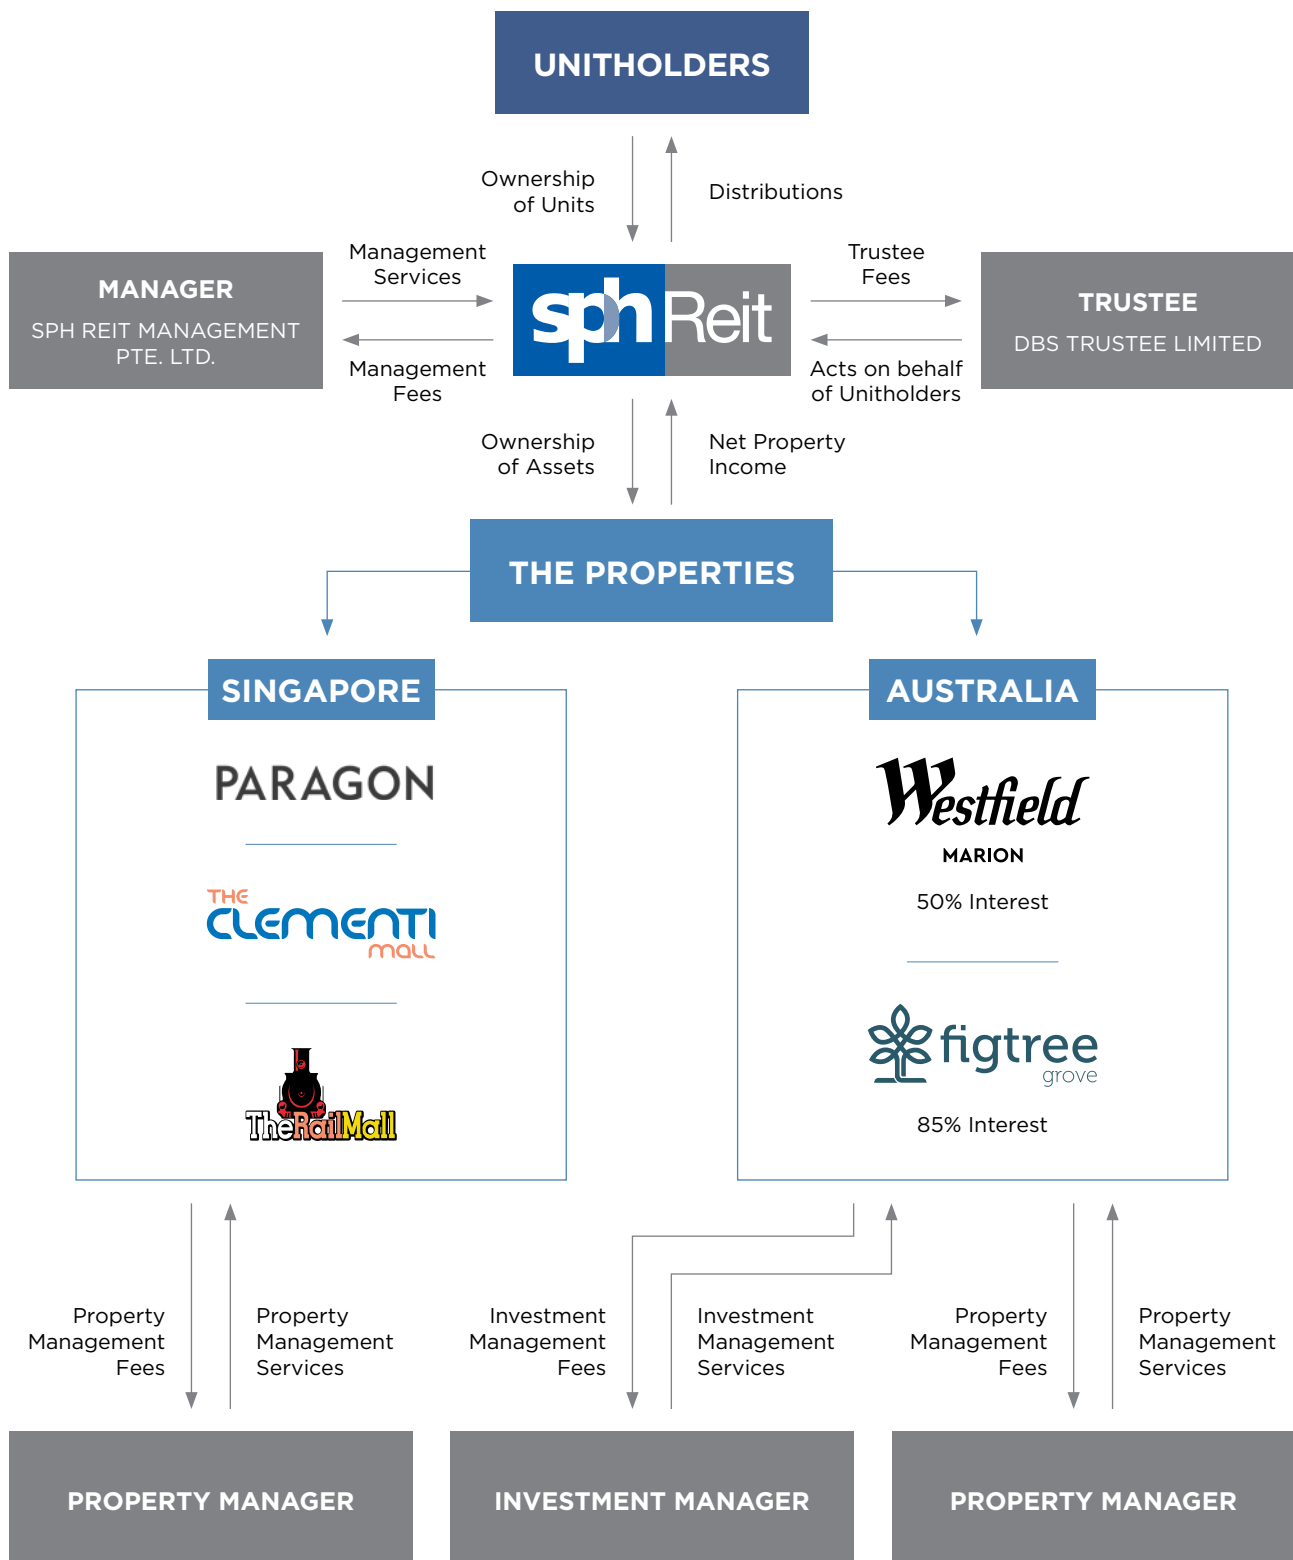 UNITHOLDERS
Ownership
of Units
Distributions
Management
Services
Trustee
Fees
MANAGER
SPH REIT MANAGEMENT
PTE. LTD.
sph Reit
TRUSTEE
DBS TRUSTEE LIMITED
Management
Fees
Acts on behalf
of Unitholders
Ownership
of Assets
Net Property
Income
THE PROPERTIES
SINGAPORE
PARAGON
THE
CLEMENTI
MALL
TheRailMall
AUSTRALIA
Westfield
MARION
50% Interest
figtree
grove
85% Interest
Property
Management
Fees
Property
Management
Services
Investment
Management
Fees
Investment
Management
Services
Property
Management
Fees
Property
Management
Services
PROPERTY MANAGER
INVESTMENT MANAGER
PROPERTY MANAGER